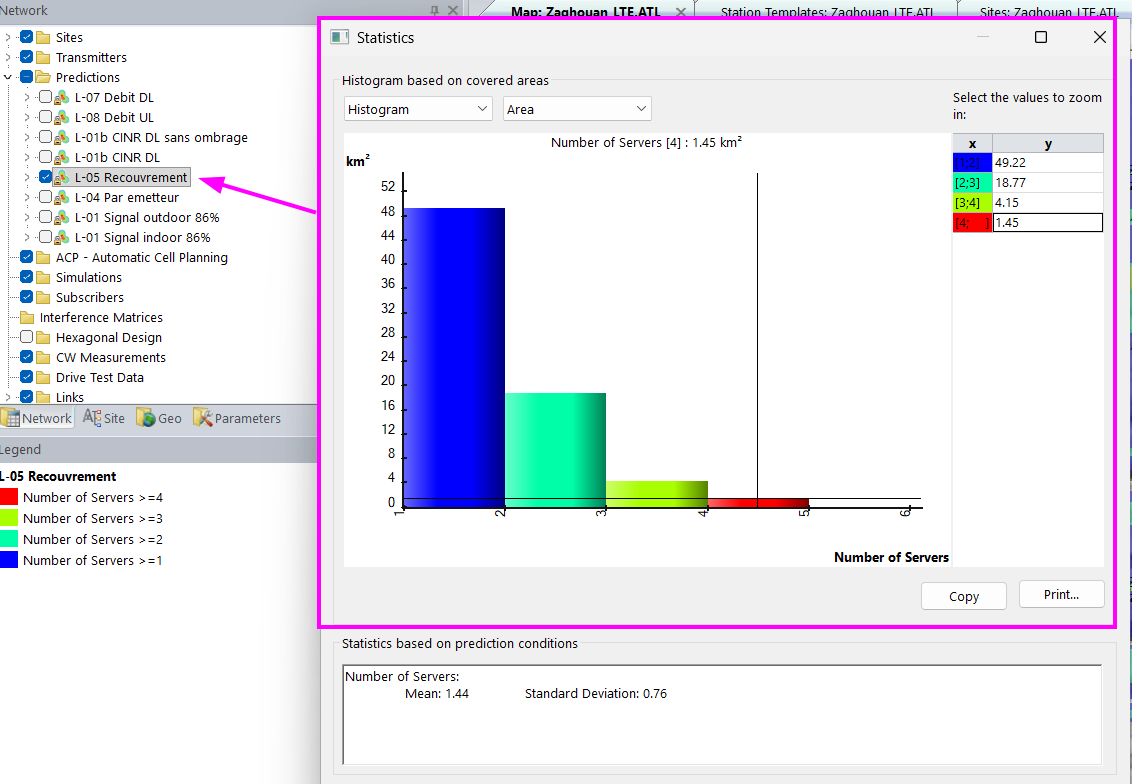 Network
Sites
Transmitters
Predictions
L-07 Debit DL
L-08 Debit UL
L-01b CINR DL sans ombrage
L-01b CINR DL
L-05 Recouvrement
L-04 Par emetteur
L-01 Signal outdoor 86%
L-01 Signal indoor 86%
ACP - Automatic Cell Planning
Simulations
Subscribers
Interference Matrices
Hexagonal Design
CW Measurements
Drive Test Data
Links
Network Site Geo Parameters
Legend
L-05 Recouvrement
Number of Servers >=4
Number of Servers >=3
Number of Servers >=2
Number of Servers >=1
Map: Zaghouan_LTE.ATL Station Templates: Zaghouan_LTE.ATL Sites: Zaghouan_LTE.ATL
Statistics
Histogram based on covered areas
Histogram Area
Number of Servers [4] : 1.45 km²
km²
52
48
44
40
36
32
28
24
20
16
12
8
4
0
1 2 3 4 5 6
Number of Servers
Select the values to zoom
in:
x y
[1;2[ 49.22
[2;3[ 18.77
[3;4[ 4.15
[4; ] 1.45
Copy Print...
Statistics based on prediction conditions
Number of Servers:
Mean: 1.44 Standard Deviation: 0.76